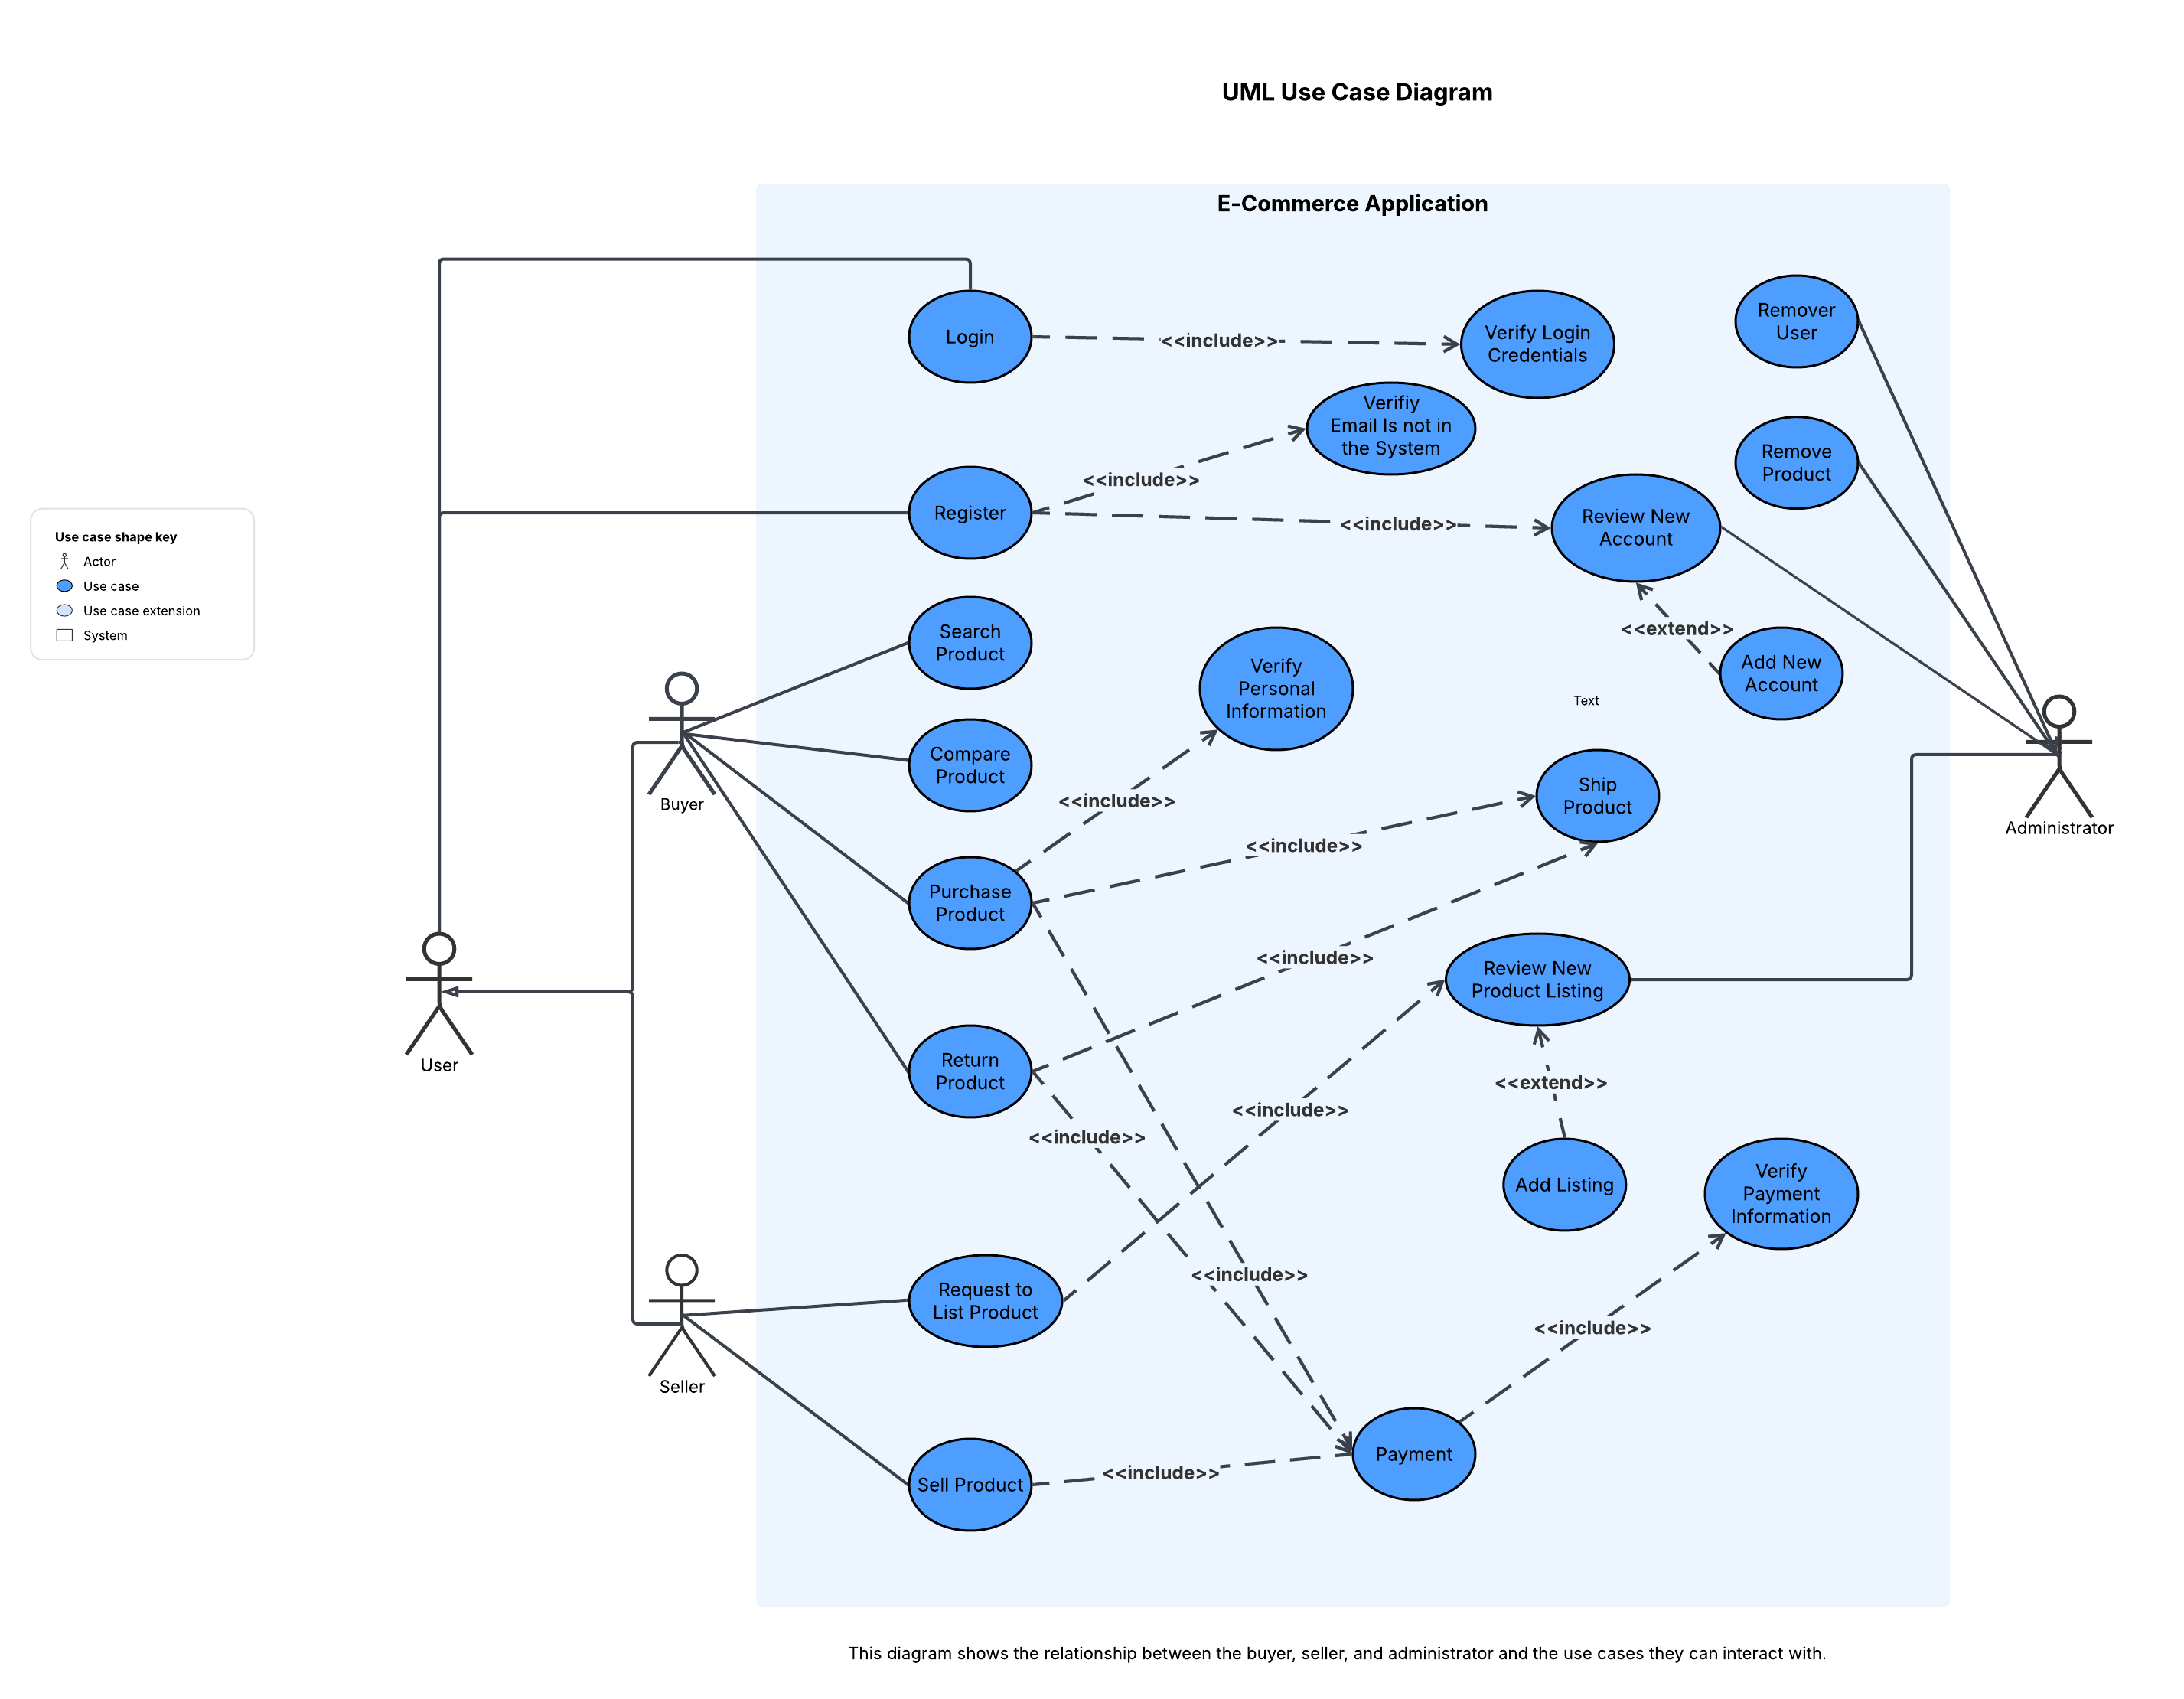 UML Use Case Diagram
E-Commerce Application
Login
<<include>>
Verify Login
Credentials
Remover
User
Verifiy
Email Is not in
the System
Remove
Product
<<include>>
Register
<<include>>
Review New
Account
Use case shape key
Actor
Use case
Use case extension
System
Search
Product
Verify
Personal
Information
<<extend>>
Add New
Account
Text
Compare
Product
Buyer
<<include>>
Ship
Product
Administrator
<<include>>
Purchase
Product
<<include>>
Review New
Product Listing
User
Return
Product
<<extend>>
<<include>>
<<include>>
Add Listing
Verify
Payment
Information
<<include>>
Request to
List Product
<<include>>
Seller
Payment
<<include>>
Sell Product
This diagram shows the relationship between the buyer, seller, and administrator and the use cases they can interact with.